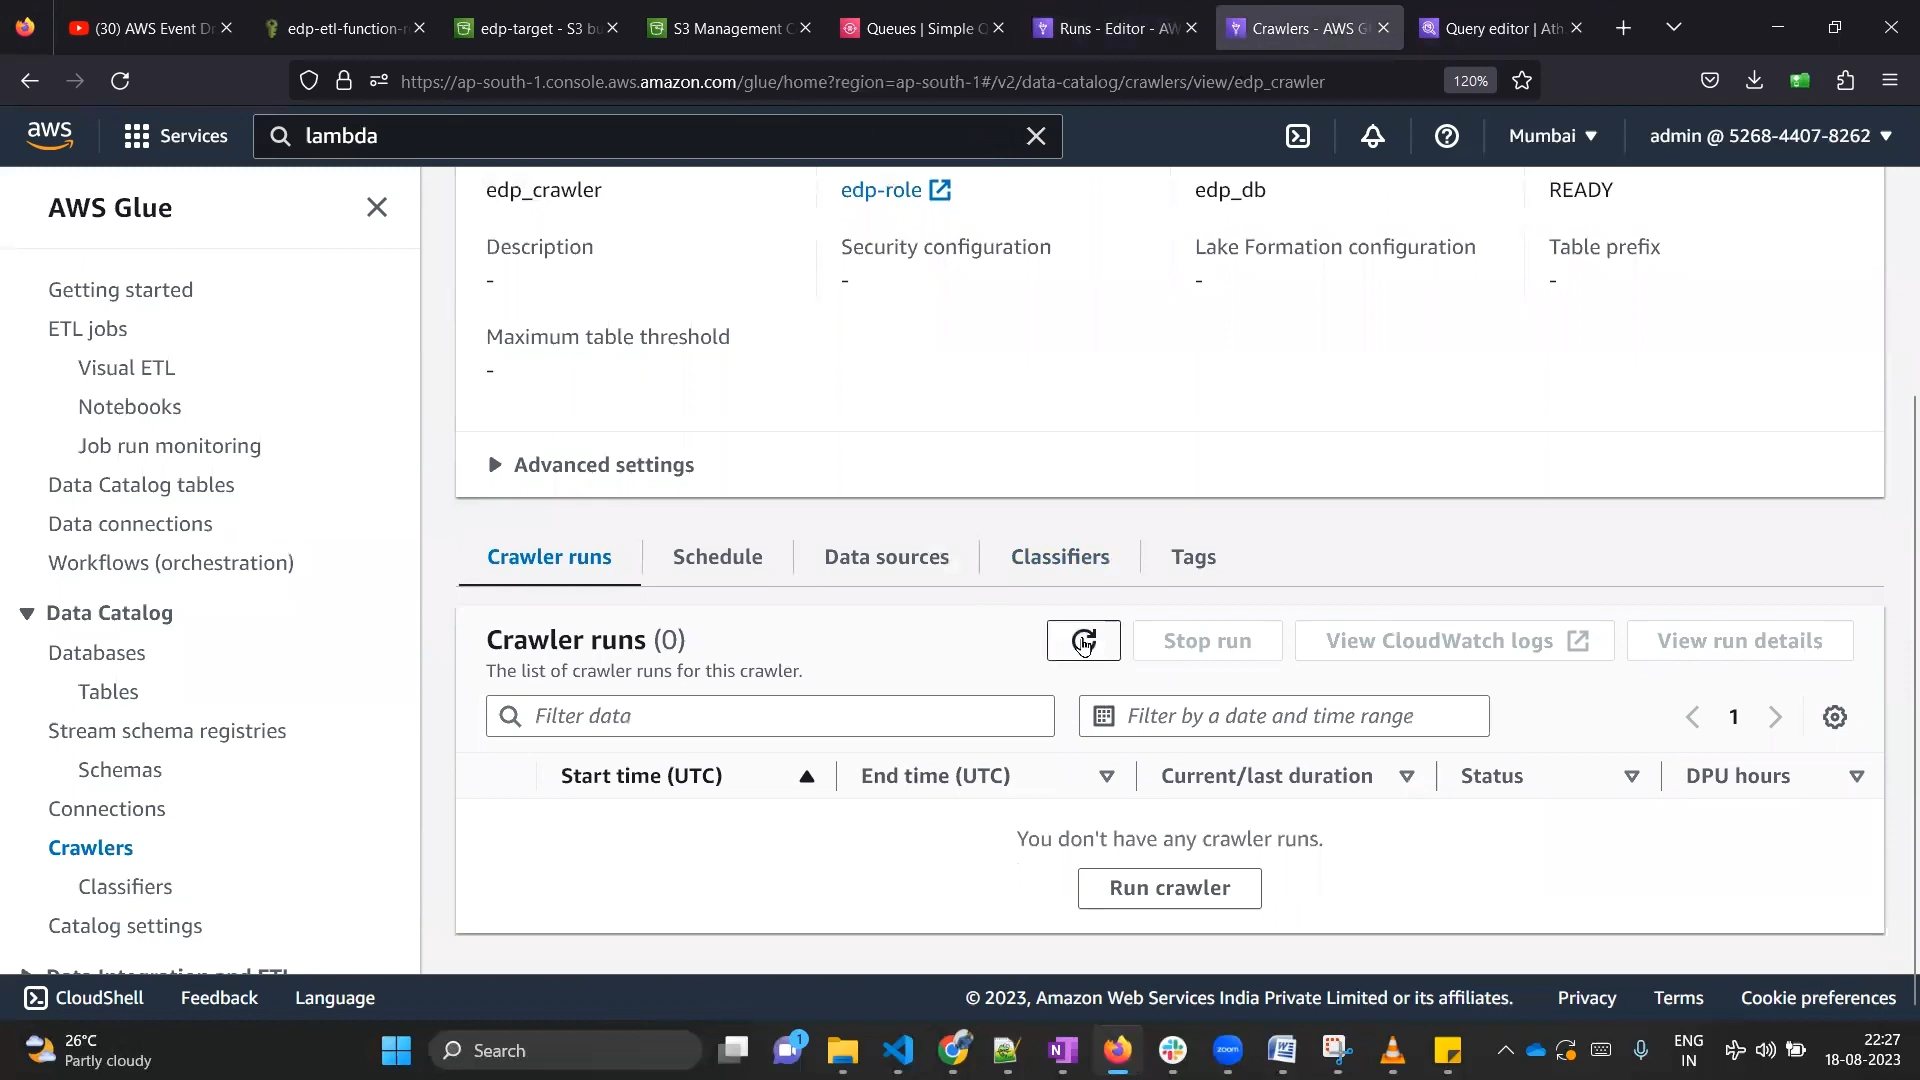 (30) AWS Event Dr
edp-etl-function-r
edp-target - S3 bu
S3 Management C
Queues | Simple Q
Runs - Editor - AW
Crawlers - AWS G
Query editor | Ath
https://ap-south-1.console.aws.amazon.com/glue/home?region=ap-south-1#/v2/data-catalog/crawlers/view/edp_crawler
120%
aws
Services
lambda
Mumbai
admin @ 5268-4407-8262
AWS Glue
Getting started
ETL jobs
Visual ETL
Notebooks
Job run monitoring
Data Catalog tables
Data connections
Workflows (orchestration)
Data Catalog
Databases
Tables
Stream schema registries
Schemas
Connections
Crawlers
Classifiers
Catalog settings
Data Integration and ETL
edp_crawler
edp-role
edp_db
READY
Description
-
Security configuration
-
Lake Formation configuration
-
Table prefix
-
Maximum table threshold
-
Advanced settings
Crawler runs
Schedule
Data sources
Classifiers
Tags
Crawler runs (0)
The list of crawler runs for this crawler.
Stop run
View CloudWatch logs
View run details
Filter data
Filter by a date and time range
1
Start time (UTC)
End time (UTC)
Current/last duration
Status
DPU hours
You don't have any crawler runs.
Run crawler
CloudShell
Feedback
Language
© 2023, Amazon Web Services India Private Limited or its affiliates.
Privacy
Terms
Cookie preferences
26°C
Partly cloudy
Search
1
zoom
ENG
IN
22:27
18-08-2023